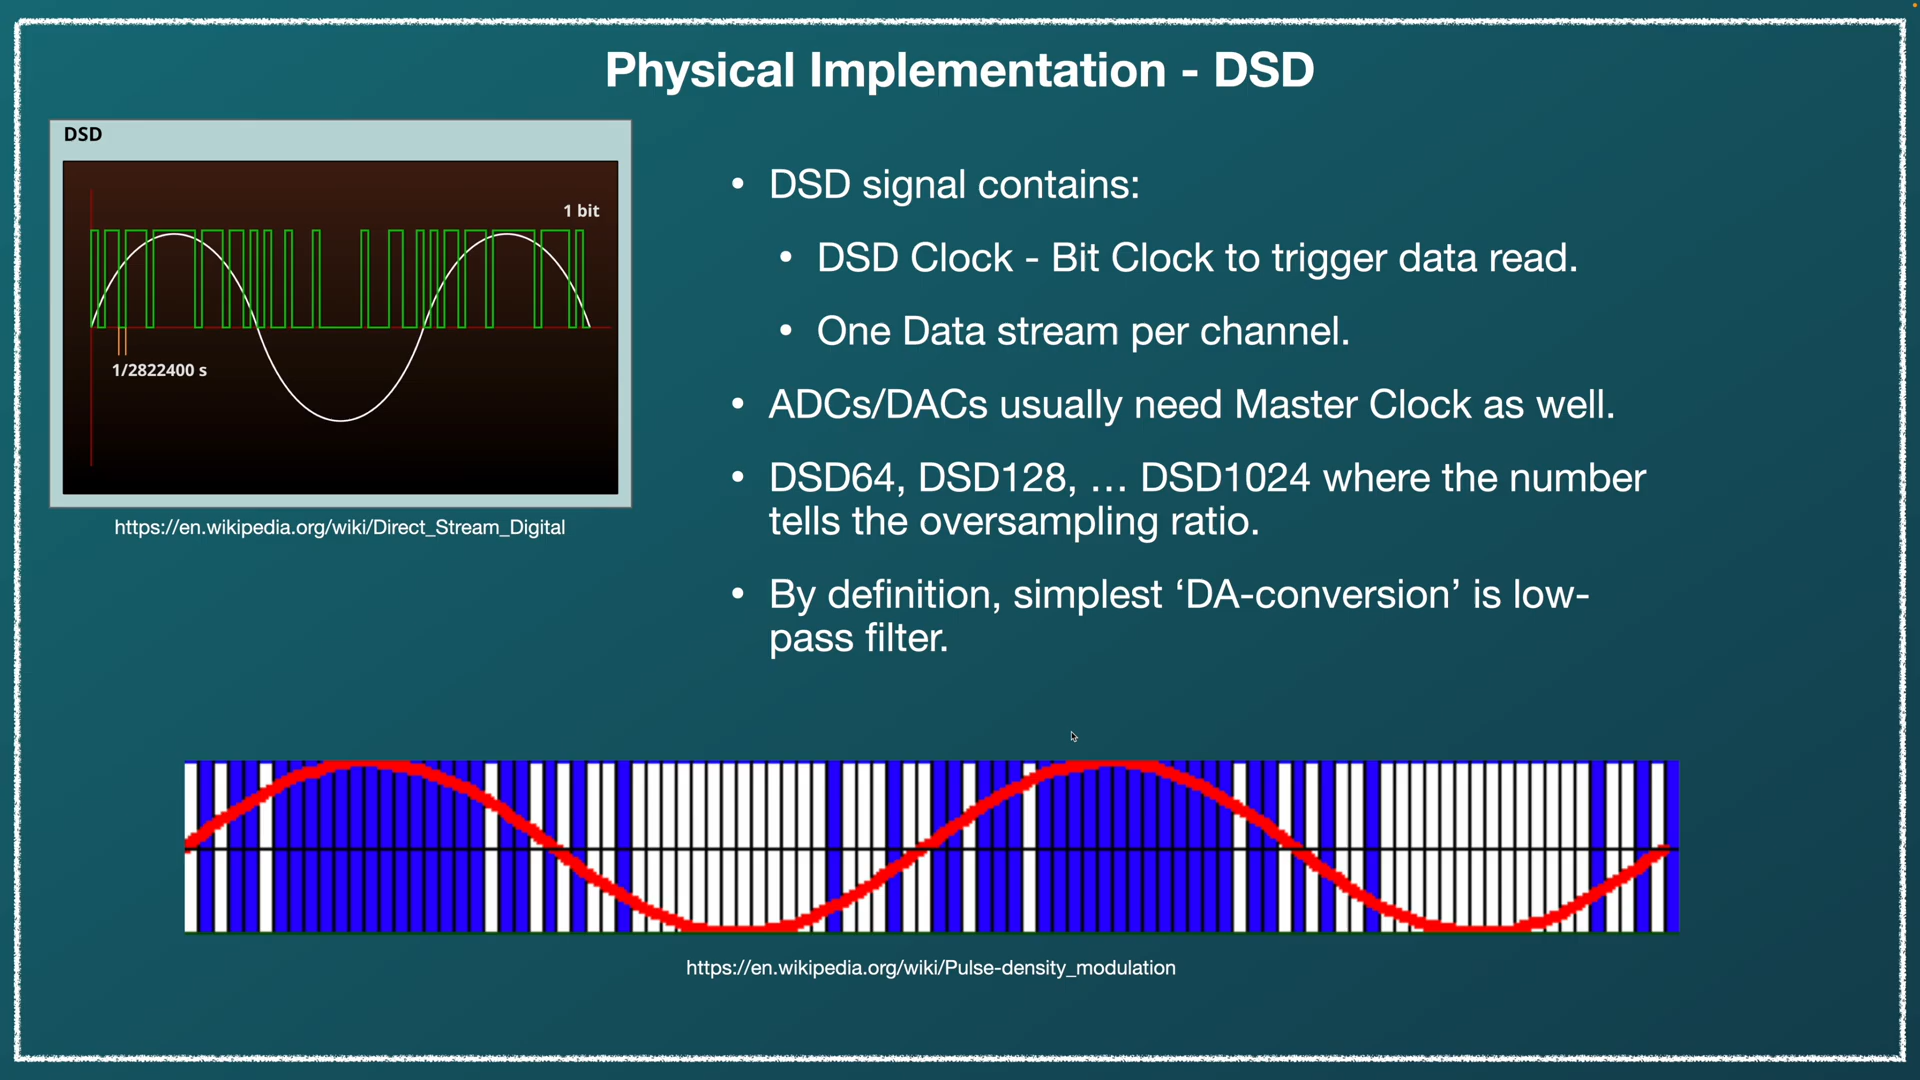 Physical Implementation - DSD
DSD
1 bit
1/2822400 s
https://en.wikipedia.org/wiki/Direct_Stream_Digital
• DSD signal contains:
• DSD Clock - Bit Clock to trigger data read.
• One Data stream per channel.
• ADCs/DACs usually need Master Clock as well.
• DSD64, DSD128, … DSD1024 where the number
tells the oversampling ratio.
• By definition, simplest ‘DA-conversion’ is low-
pass filter.
https://en.wikipedia.org/wiki/Pulse-density_modulation